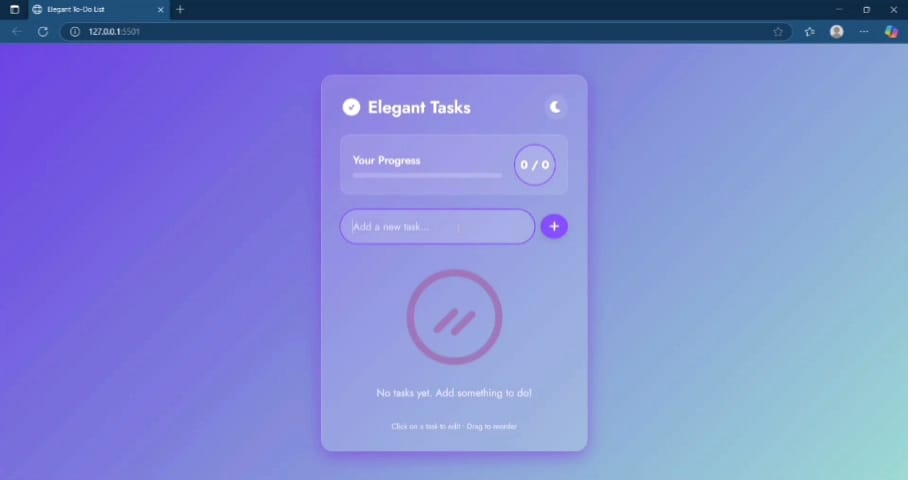 Elegant To-Do List
127.0.0.1:5501
Elegant Tasks
Your Progress
0 / 0
Add a new task...
No tasks yet. Add something to do!
Click on a task to edit · Drag to reorder